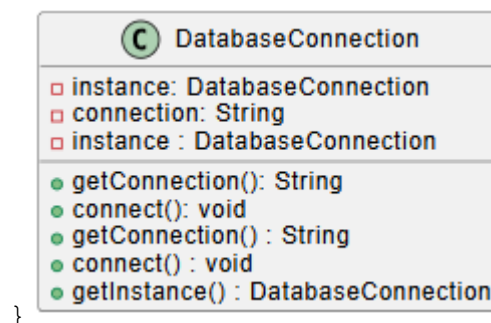 C DatabaseConnection
instance: DatabaseConnection
connection: String
instance : DatabaseConnection
getConnection(): String
connect(): void
getConnection() : String
connect() : void
getInstance() : DatabaseConnection
}